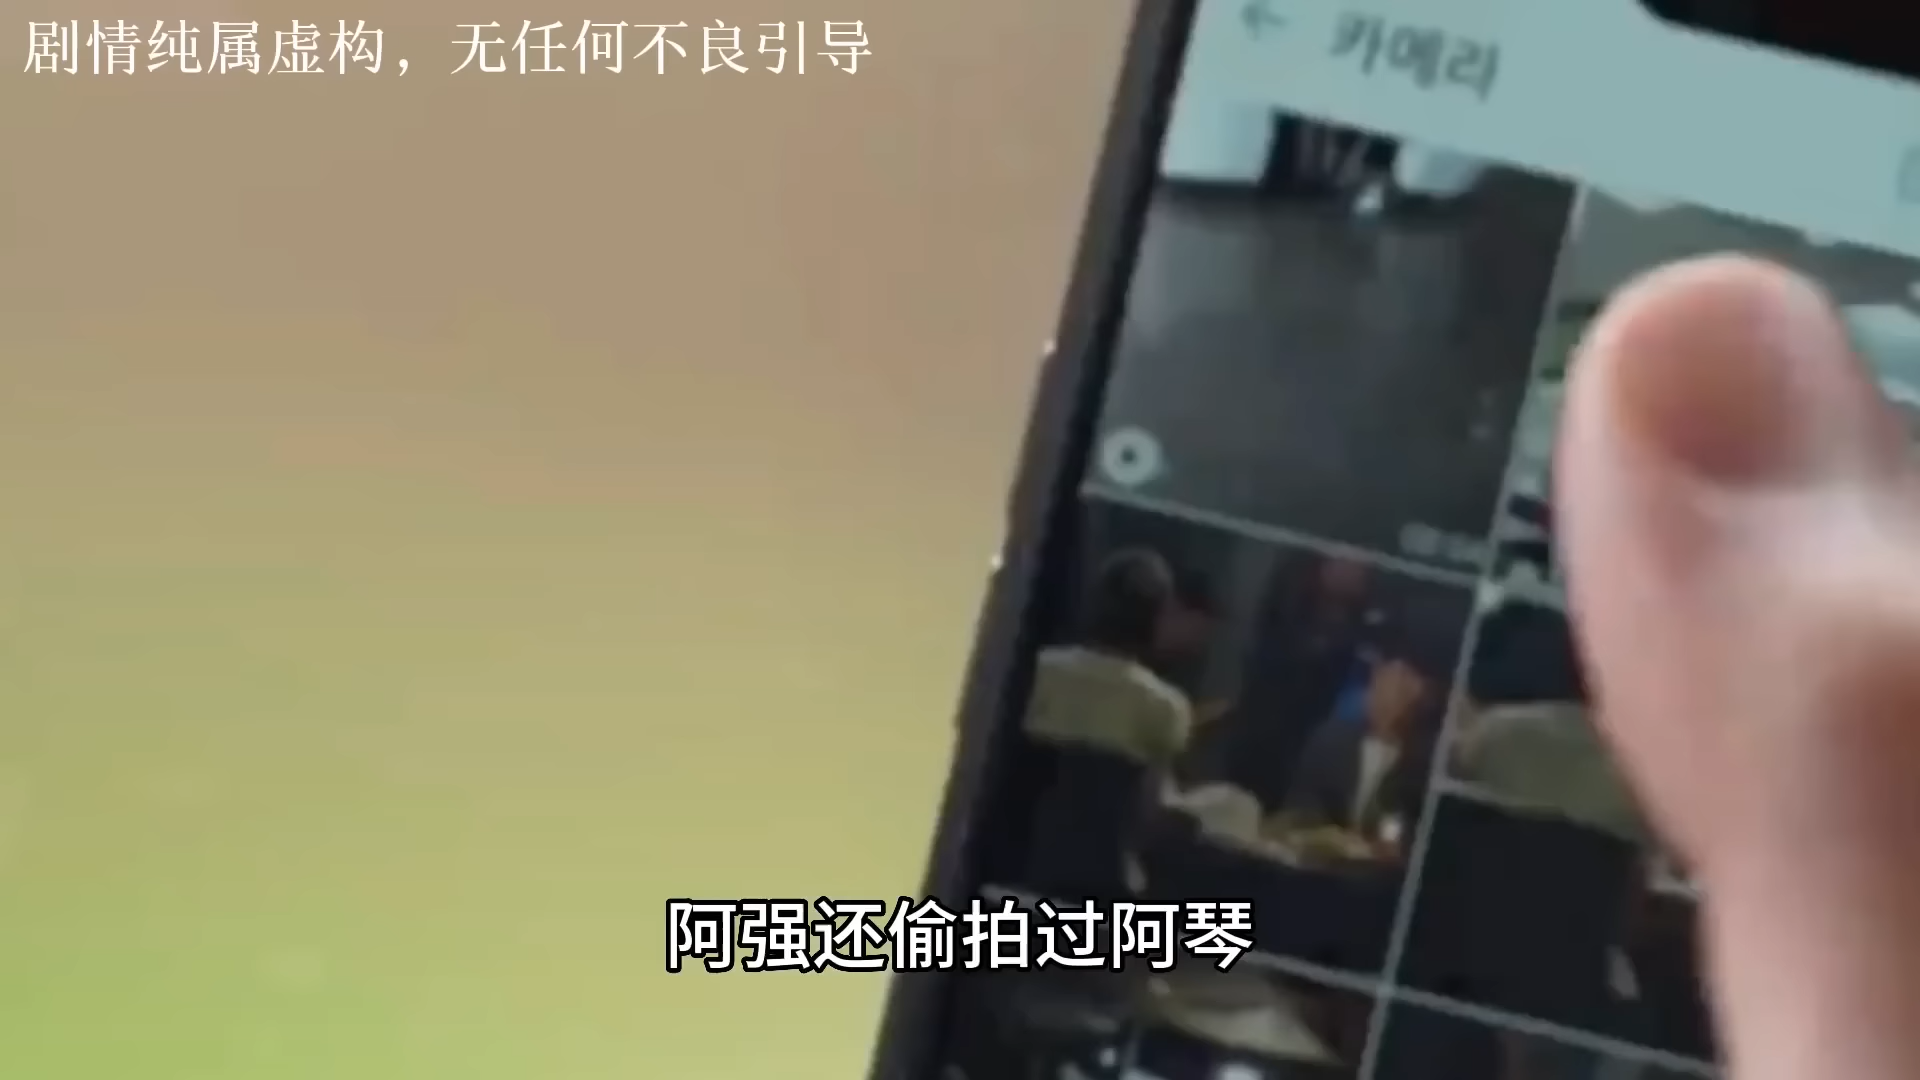 剧情纯属虚构，无任何不良引导
카메라
阿强还偷拍过阿琴